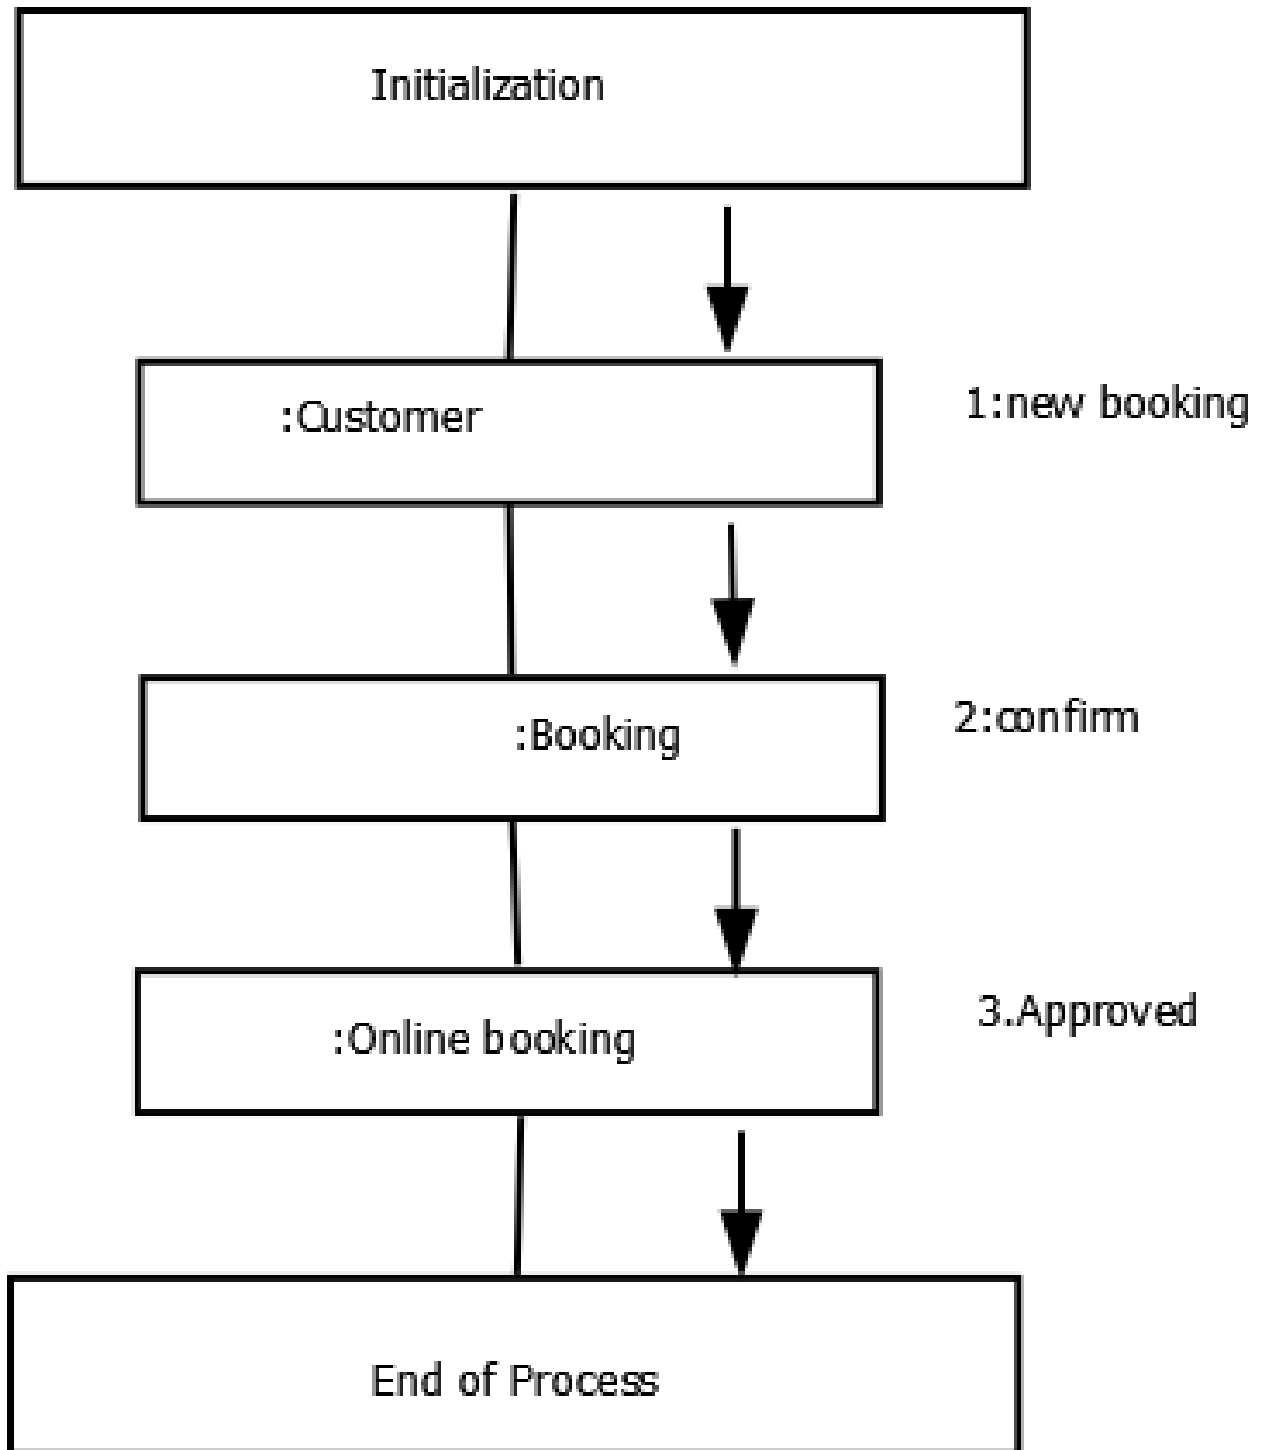 Initialization
:Customer
1:new booking
:Booking
2:confirm
:Online booking
3.Approved
End of Process